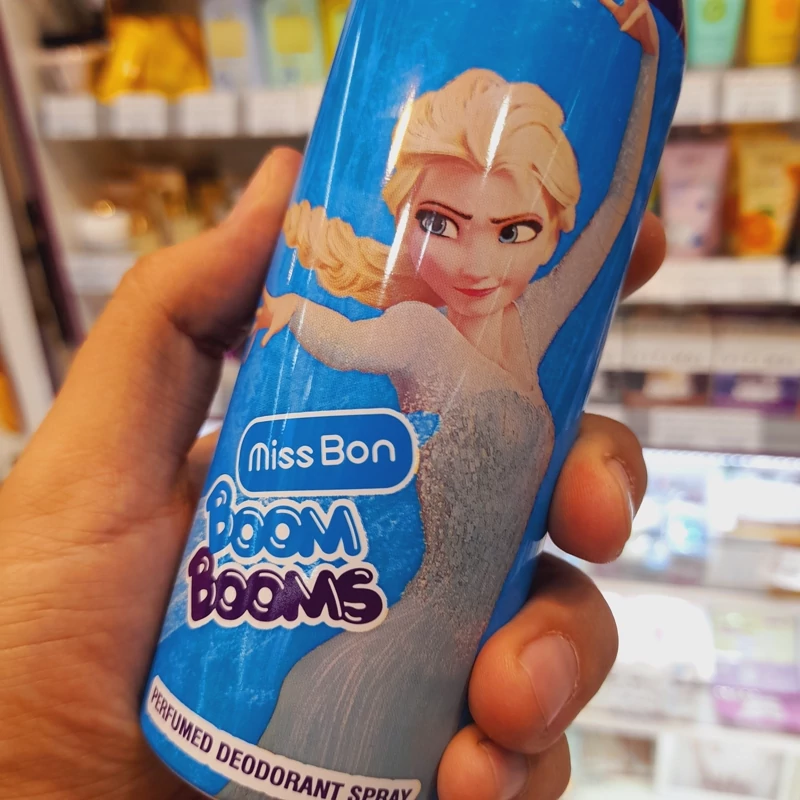 Miss Bon
BOOM
BOOMS
PERFUMED DEODORANT SPRAY